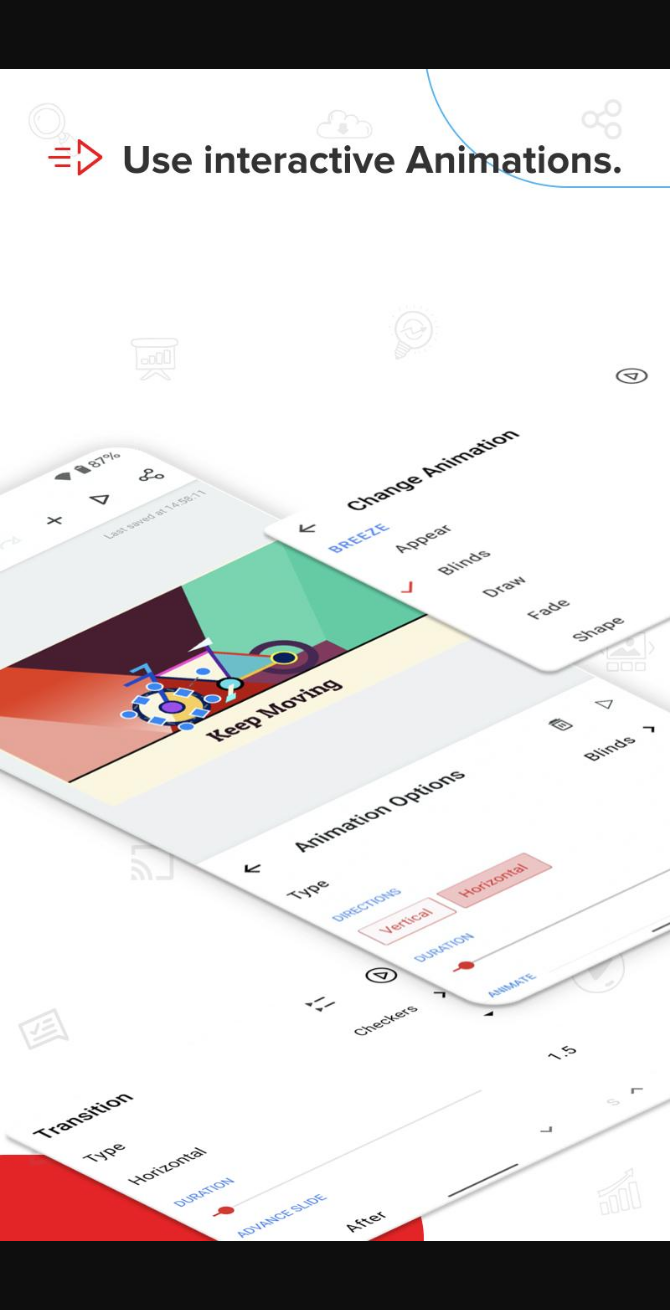 Use interactive Animations.
87%
Last saved at 14:58:11
Keep Moving
Change Animation
BREEZE
Appear
Blinds
Draw
Fade
Shape
Animation Options
Type
Blinds
DIRECTIONS
Vertical
Horizontal
DURATION
ANIMATE
Transition
Type
Checkers
Horizontal
DURATION
1.5
S
ADVANCE SLIDE
After